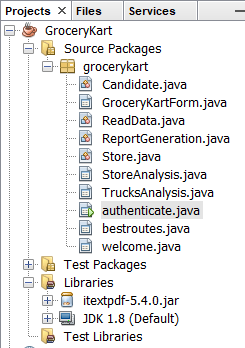 Projects Files Services
GroceryKart
Source Packages
grocerykart
Candidate.java
GroceryKartForm.java
ReadData.java
ReportGeneration.java
Store.java
StoreAnalysis.java
TrucksAnalysis.java
authenticate.java
bestroutes.java
welcome.java
Test Packages
Libraries
itextpdf-5.4.0.jar
JDK 1.8 (Default)
Test Libraries